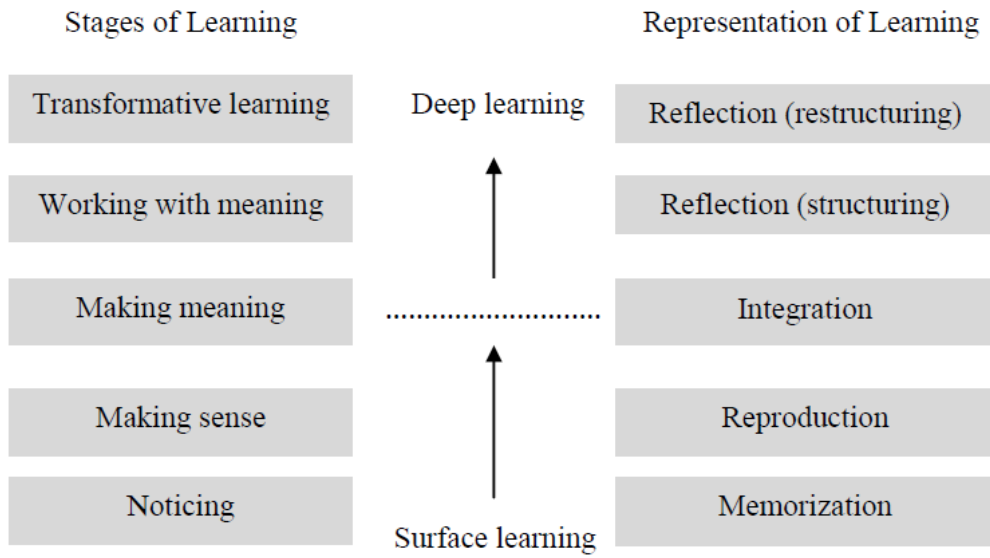 Stages of Learning
Representation of Learning
Transformative learning
Deep learning
Reflection (restructuring)
Working with meaning
Reflection (structuring)
Making meaning
Integration
Making sense
Reproduction
Noticing
Memorization
Surface learning